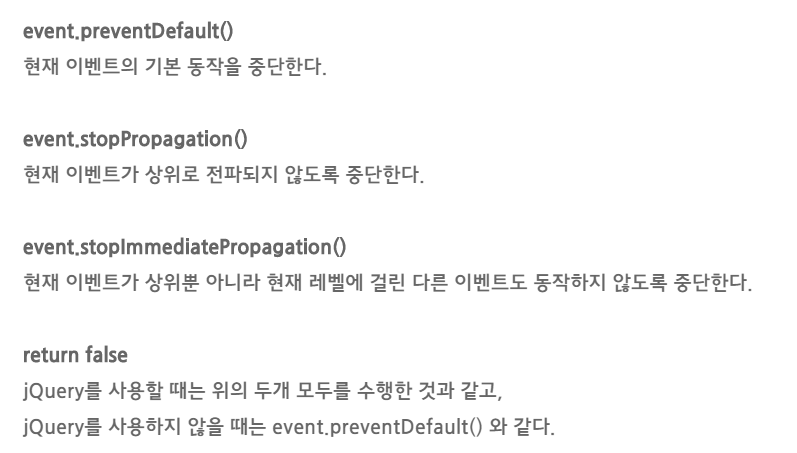 event.preventDefault()
현재 이벤트의 기본 동작을 중단한다.
event.stopPropagation()
현재 이벤트가 상위로 전파되지 않도록 중단한다.
event.stopImmediatePropagation()
현재 이벤트가 상위뿐 아니라 현재 레벨에 걸린 다른 이벤트도 동작하지 않도록 중단한다.
return false
jQuery를 사용할 때는 위의 두개 모두를 수행한 것과 같고,
jQuery를 사용하지 않을 때는 event.preventDefault() 와 같다.